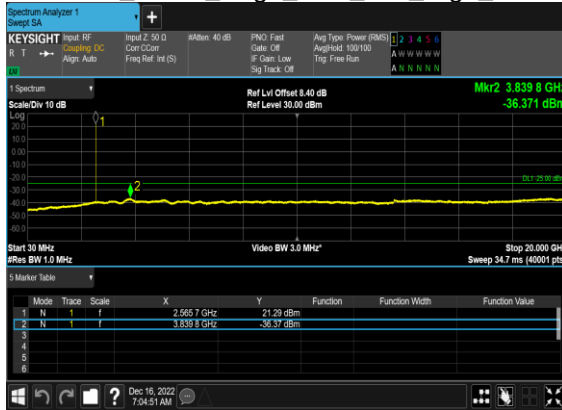 Spectrum Analyzer 1
Swept SA
+
KEYSIGHT Input: RF Input Z: 50 Ω #Atten: 40 dB PNO: Fast Avg Type: Power (RMS) 1 2 3 4 5 6
R T Coupling: DC Corr CCorr Gate: Off Avg|Hold: 100/100 A W W W W W
Align: Auto Freq Ref: Int (S) IF Gain: Low Trig: Free Run
LU Sig Track: Off A N N N N N
1 Spectrum Ref Lvl Offset 8.40 dB Mkr2 3.839 8 GHz
Scale/Div 10 dB Ref Level 30.00 dBm -36.371 dBm
Log
1
20.0
10.0
0.00
-10.0
-20.0
DL1 -25.00 dBm
2
-30.0
-40.0
-50.0
-60.0
Start 30 MHz Video BW 3.0 MHz* Stop 20.000 GHz
#Res BW 1.0 MHz Sweep 34.7 ms (40001 pts)
5 Marker Table
Mode Trace Scale X Y Function Function Width Function Value
1 N 1 f 2.565 7 GHz 21.29 dBm
2 N 1 f 3.839 8 GHz -36.37 dBm
3
4
5
6
? Dec 16, 2022
7:04:51 AM